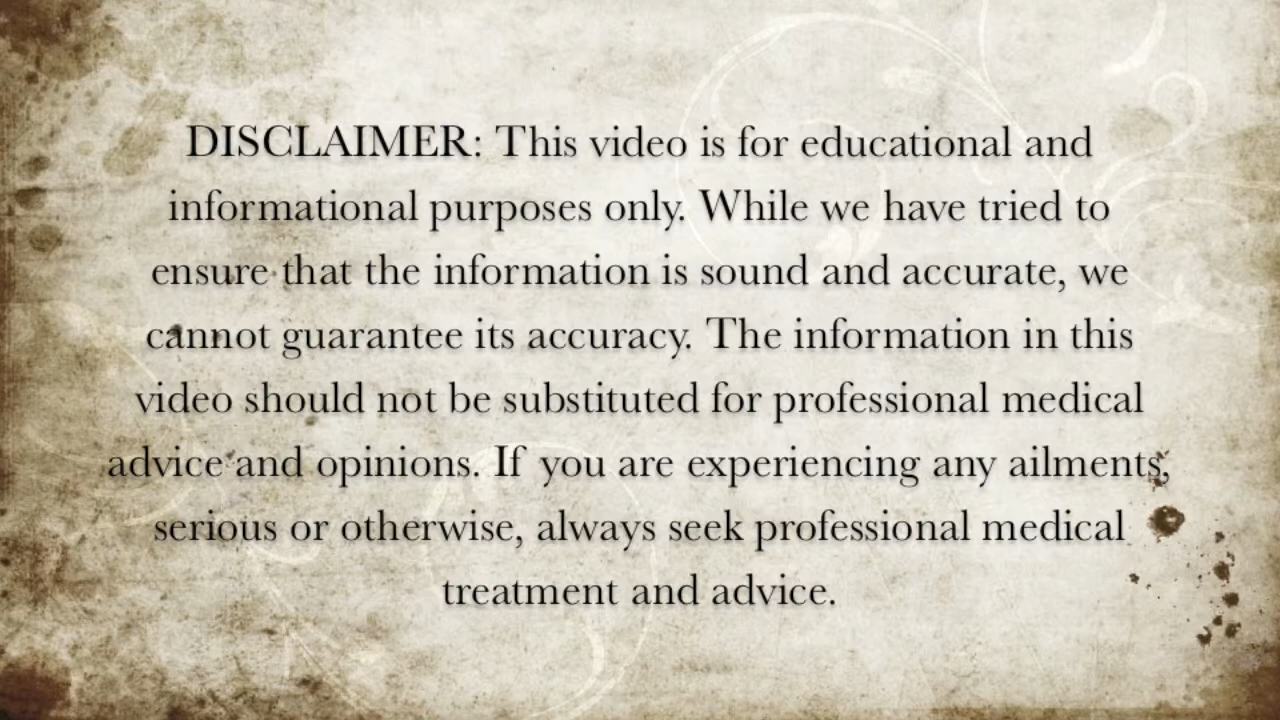 DISCLAIMER: This video is for educational and
informational purposes only. While we have tried to
ensure that the information is sound and accurate, we
cannot guarantee its accuracy. The information in this
video should not be substituted for professional medical
advice and opinions. If you are experiencing any ailments,
serious or otherwise, always seek professional medical
treatment and advice.